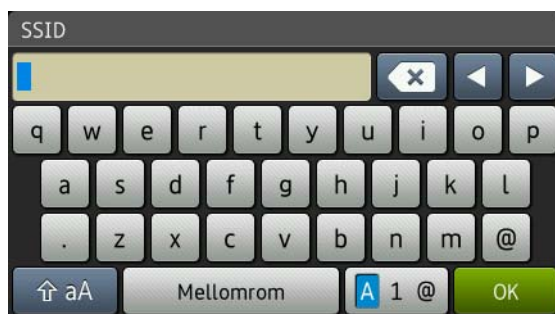 SSID
q w e r t y u i o p
a s d f g h j k l
. z x c v b n m @
aA Mellomrom A 1 @ OK